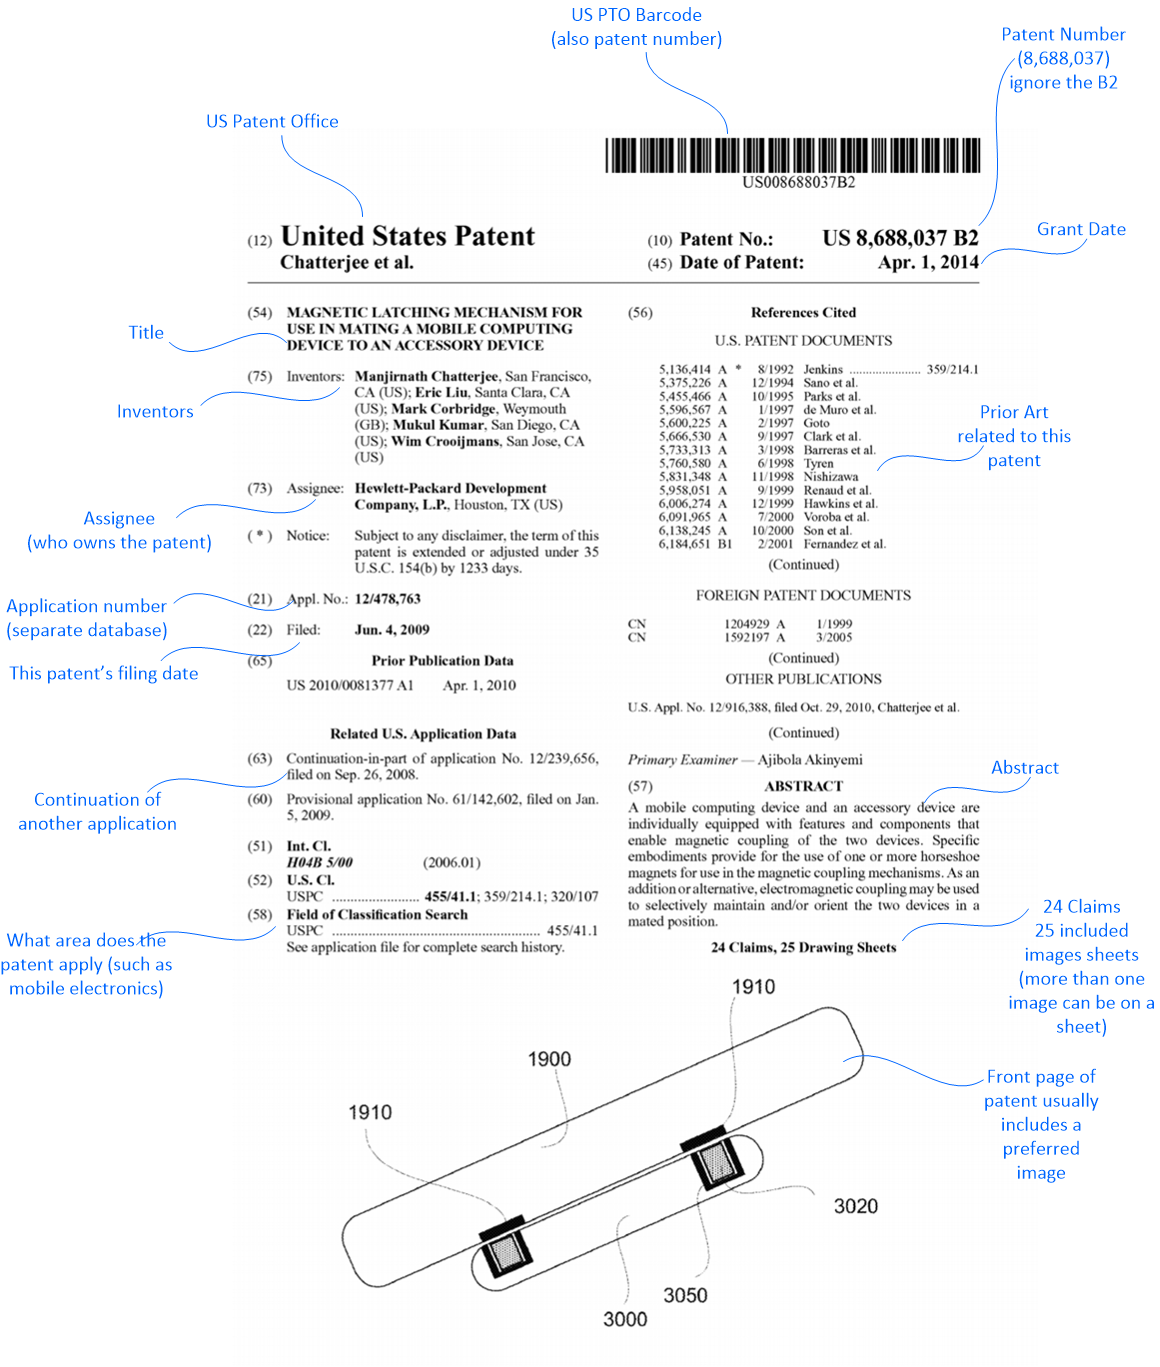 US PTO Barcode
(also patent number)
Patent Number
(8,688,037)
ignore the B2
US Patent Office
US008688037B2
(12) United States Patent
Chatterjee et al.
(10) Patent No.: US 8,688,037 B2
(45) Date of Patent: Apr. 1, 2014
Grant Date
Title
(54) MAGNETIC LATCHING MECHANISM FOR
USE IN MATING A MOBILE COMPUTING
DEVICE TO AN ACCESSORY DEVICE
Inventors
(75) Inventors: Manjirnath Chatterjee, San Francisco,
CA (US); Eric Liu, Santa Clara, CA
(US); Mark Corbridge, Weymouth
(GB); Mukul Kumar, San Diego, CA
(US); Wim Crooijmans, San Jose, CA
(US)
Assignee
(who owns the patent)
(73) Assignee: Hewlett-Packard Development
Company, L.P., Houston, TX (US)
( * ) Notice: Subject to any disclaimer, the term of this
patent is extended or adjusted under 35
U.S.C. 154(b) by 1233 days.
Application number
(separate database)
(21) Appl. No.: 12/478,763
(22) Filed: Jun. 4, 2009
This patent's filing date
(65) Prior Publication Data
US 2010/0081377 A1 Apr. 1, 2010
Related U.S. Application Data
(63) Continuation-in-part of application No. 12/239,656,
filed on Sep. 26, 2008.
Continuation of
another application
(60) Provisional application No. 61/142,602, filed on Jan.
5, 2009.
(51) Int. Cl.
H04B 5/00 (2006.01)
(52) U.S. Cl.
USPC ........................ 455/41.1; 359/214.1; 320/107
(58) Field of Classification Search
USPC ........................................................ 455/41.1
See application file for complete search history.
What area does the
patent apply (such as
mobile electronics)
(56) References Cited
U.S. PATENT DOCUMENTS
5,136,414 A * 8/1992 Jenkins ...................... 359/214.1
5,375,226 A 12/1994 Sano et al.
5,455,466 A 10/1995 Parks et al.
5,596,567 A 1/1997 de Muro et al.
5,600,225 A 2/1997 Goto
5,666,530 A 9/1997 Clark et al.
5,733,313 A 3/1998 Barreras et al.
5,760,580 A 6/1998 Tyren
5,831,348 A 11/1998 Nishizawa
5,958,051 A 9/1999 Renaud et al.
6,006,274 A 12/1999 Hawkins et al.
6,091,965 A 7/2000 Voroba et al.
6,138,245 A 10/2000 Son et al.
6,184,651 B1 2/2001 Fernandez et al.
(Continued)
Prior Art
related to this
patent
FOREIGN PATENT DOCUMENTS
CN 1204929 A 1/1999
CN 1592197 A 3/2005
(Continued)
OTHER PUBLICATIONS
U.S. Appl. No. 12/916,388, filed Oct. 29, 2010, Chatterjee et al.
(Continued)
Primary Examiner — Ajibola Akinyemi
(57) ABSTRACT
Abstract
A mobile computing device and an accessory device are
individually equipped with features and components that
enable magnetic coupling of the two devices. Specific
embodiments provide for the use of one or more horseshoe
magnets for use in the magnetic coupling mechanisms. As an
addition or alternative, electromagnetic coupling may be used
to selectively maintain and/or orient the two devices in a
mated position.
24 Claims, 25 Drawing Sheets
24 Claims
25 included
images sheets
(more than one
image can be on a
sheet)
1910
1900
1910
Front page of
patent usually
includes a
preferred
image
3020
3050
3000